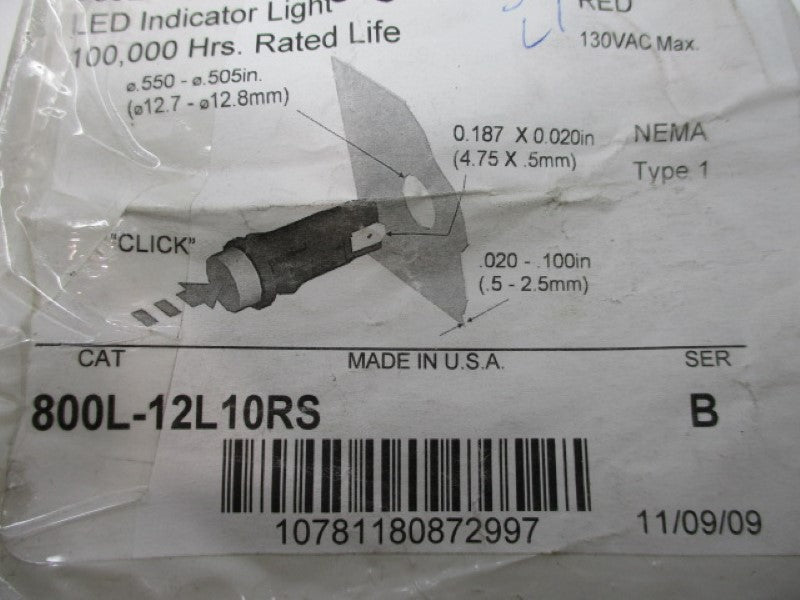 LED Indicator Light
RED
100,000 Hrs. Rated Life
130VAC Max.
ø.550 - ø.505in.
(ø12.7 - ø12.8mm)
0.187 X 0.020in
(4.75 X .5mm)
NEMA
Type 1
"CLICK"
.020 - .100in
(.5 - 2.5mm)
CAT
MADE IN U.S.A.
SER
800L-12L10RS
B
10781180872997
11/09/09